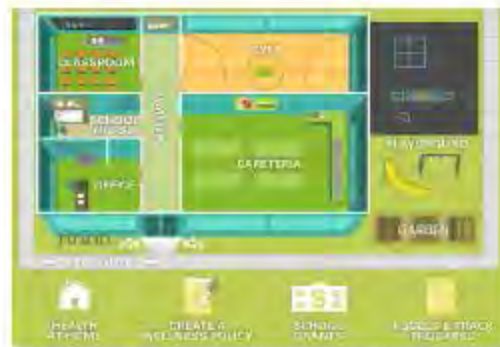 CLASSROOM
GYM
SCHOOL
NURSE
HALLWAY
OFFICE
CAFETERIA
PLAYGROUND
GARDEN
HEALTH
AT HOME
CREATE A
WELLNESS POLICY
SCHOOL
GRANTS
ASSESS & TRACK
PROGRESS